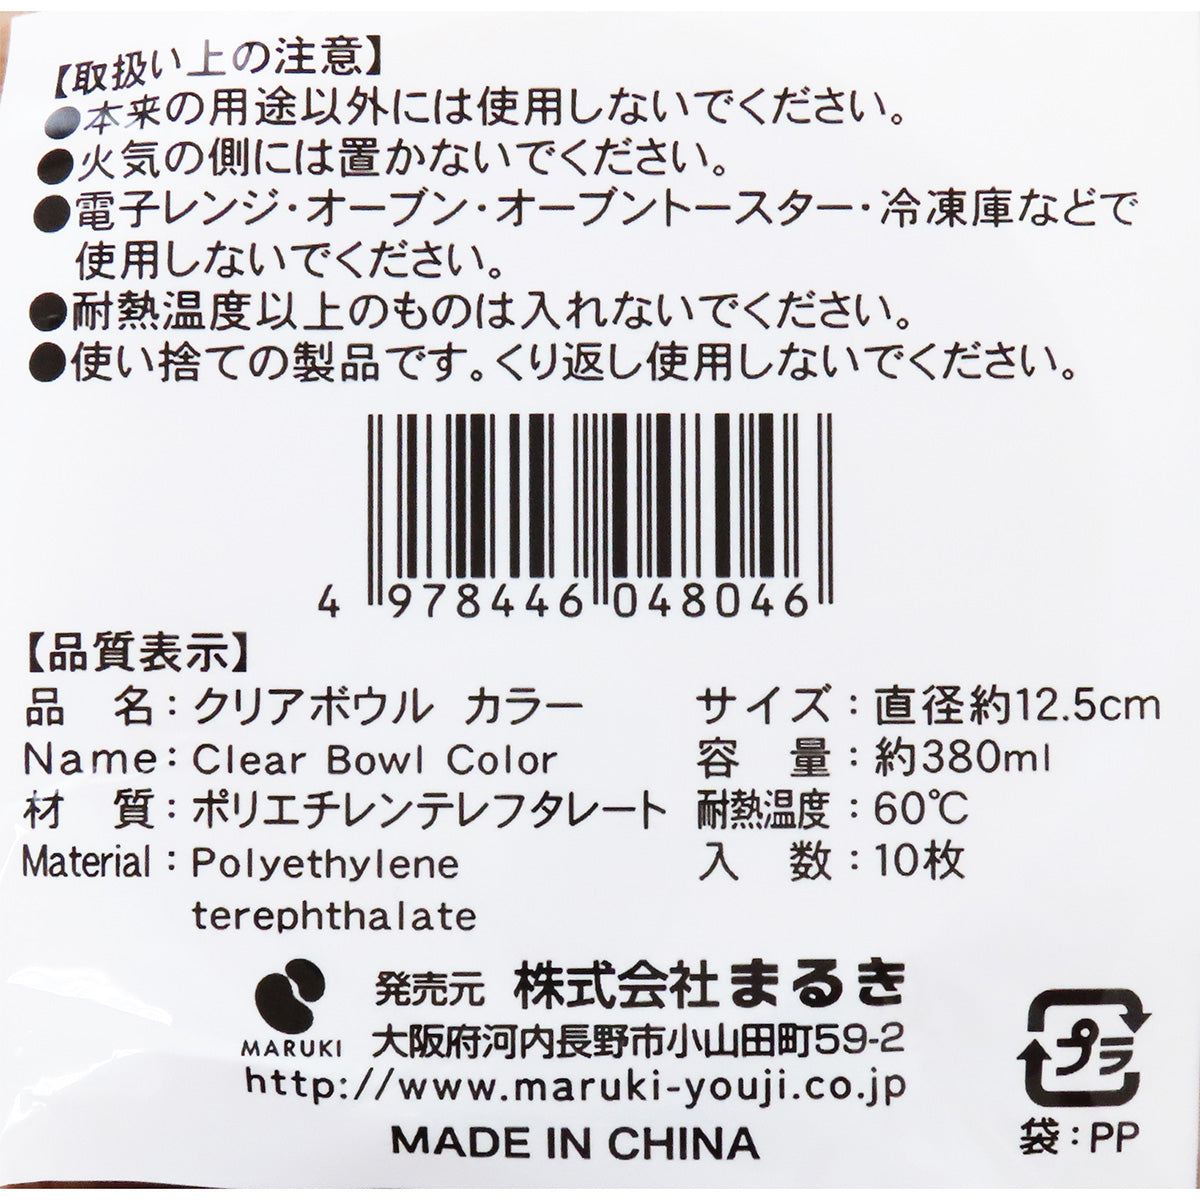 【取扱い上の注意】
●本来の用途以外には使用しないでください。
●火気の側には置かないでください。
●電子レンジ・オーブン・オーブントースター・冷凍庫などで
使用しないでください。
●耐熱温度以上のものは入れないでください。
●使い捨ての製品です。くり返し使用しないでください。
4 978446 048046
【品質表示】
品 名：クリアボウル カラー
Name：Clear Bowl Color
材 質：ポリエチレンテレフタレート
Material：Polyethylene
terephthalate
サイズ：直径約12.5cm
容 量：約380ml
耐熱温度：60℃
入 数：10枚
発売元 株式会社まるき
MARUKI
大阪府河内長野市小山田町59-2
http://www.maruki-youji.co.jp
MADE IN CHINA
プラ
袋：PP